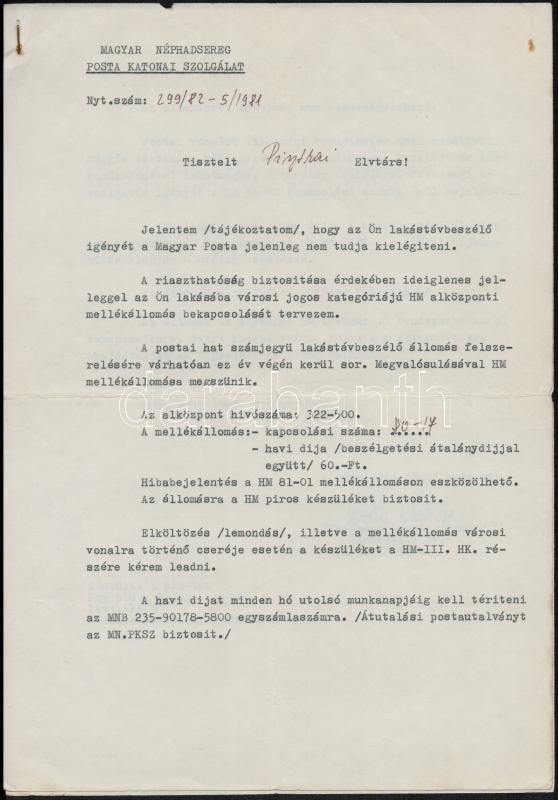 MAGYAR NÉPHADSEREG
POSTA KATONAI SZOLGÁLAT
Nyt.szám: 299/82-5/1981
Tisztelt Elvtárs!
Jelentem /tájékoztatom/, hogy az Ön lakástávbeszélő
igényét a Magyar Posta jelenleg nem tudja kielégiteni.
A riaszthatóság biztositása érdekében ideiglenes jel-
leggel az Ön lakásába városi jogos kategóriájú HM alközponti
mellékállomás bekapcsolását tervezem.
A postai hat számjegyü lakástávbeszélő állomás felsze-
relésére várhatóan ez év végén kerül sor. Megvalósulásával HM
mellékállomása megszünik.
Az alközpont hivószáma: 322-500.
A mellékállomás:- kapcsolási száma: 80-17
- havi dija /beszélgetési átalánydijjal
együtt/ 60.-Ft.
Hibabejelentés a HM 81-01 mellékállomáson eszközölhető.
Az állomásra a HM piros készüléket biztosit.
Elköltözés /lemondás/, illetve a mellékállomás városi
vonalra történő cseréje esetén a készüléket a HM-III. HK. ré-
szére kérem leadni.
A havi dijat minden hó utolsó munkanapjáig kell tériteni
az MNB 235-90178-5800 egyszámlaszámra. /Átutalási postautalványt
az MN.PKSZ biztosit./
darabanth